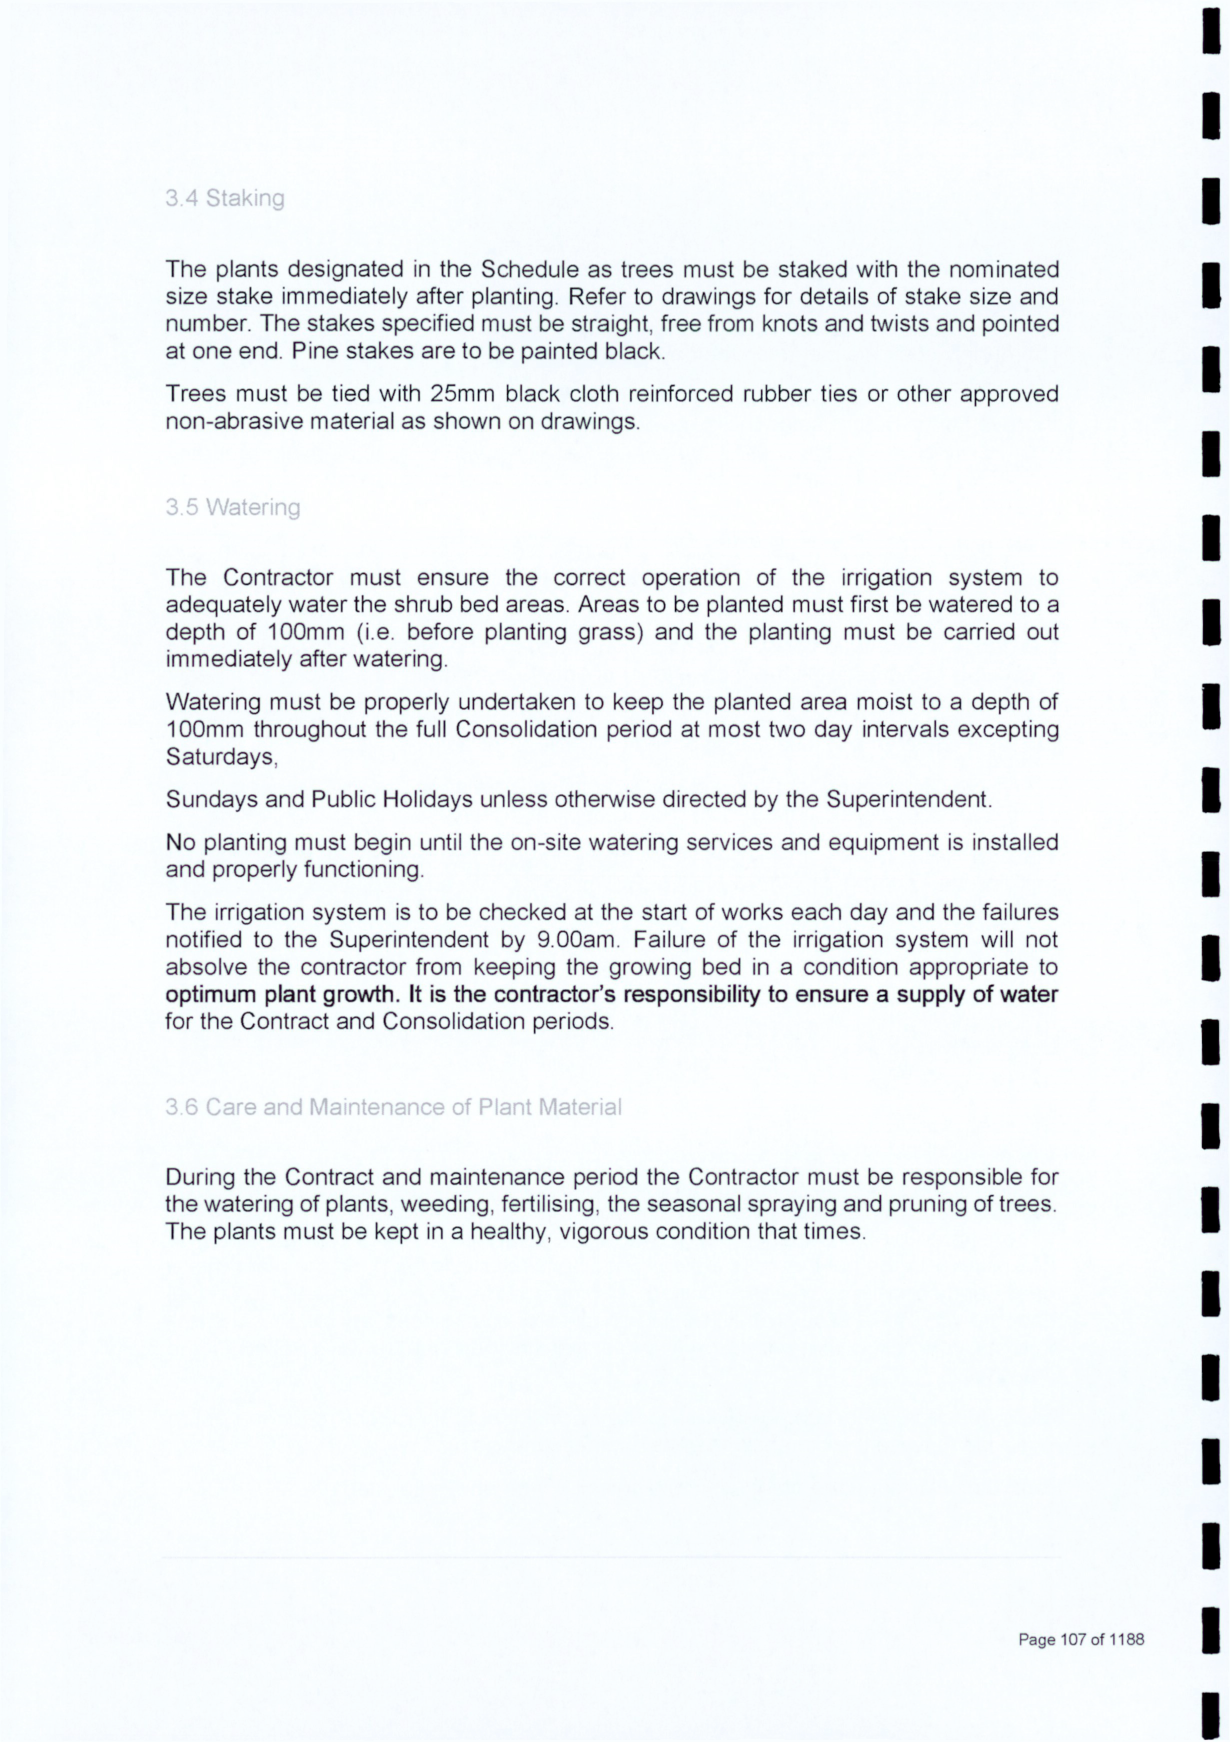 3.4 Staking
The plants designated in the Schedule as trees must be staked with the nominated
size stake immediately after planting. Refer to drawings for details of stake size and
number. The stakes specified must be straight, free from knots and twists and pointed
at one end. Pine stakes are to be painted black.
Trees must be tied with 25mm black cloth reinforced rubber ties or other approved
non-abrasive material as shown on drawings.
3.5 Watering
The Contractor must ensure the correct operation of the irrigation system to
adequately water the shrub bed areas. Areas to be planted must first be watered to a
depth of 100mm (i.e. before planting grass) and the planting must be carried out
immediately after watering.
Watering must be properly undertaken to keep the planted area moist to a depth of
100mm throughout the full Consolidation period at most two day intervals excepting
Saturdays,
Sundays and Public Holidays unless otherwise directed by the Superintendent.
No planting must begin until the on-site watering services and equipment is installed
and properly functioning.
The irrigation system is to be checked at the start of works each day and the failures
notified to the Superintendent by 9.00am. Failure of the irrigation system will not
absolve the contractor from keeping the growing bed in a condition appropriate to
optimum plant growth. It is the contractor's responsibility to ensure a supply of water
for the Contract and Consolidation periods.
3.6 Care and Maintenance of Plant Material
During the Contract and maintenance period the Contractor must be responsible for
the watering of plants, weeding, fertilising, the seasonal spraying and pruning of trees.
The plants must be kept in a healthy, vigorous condition that times.
Page 107 of 1188